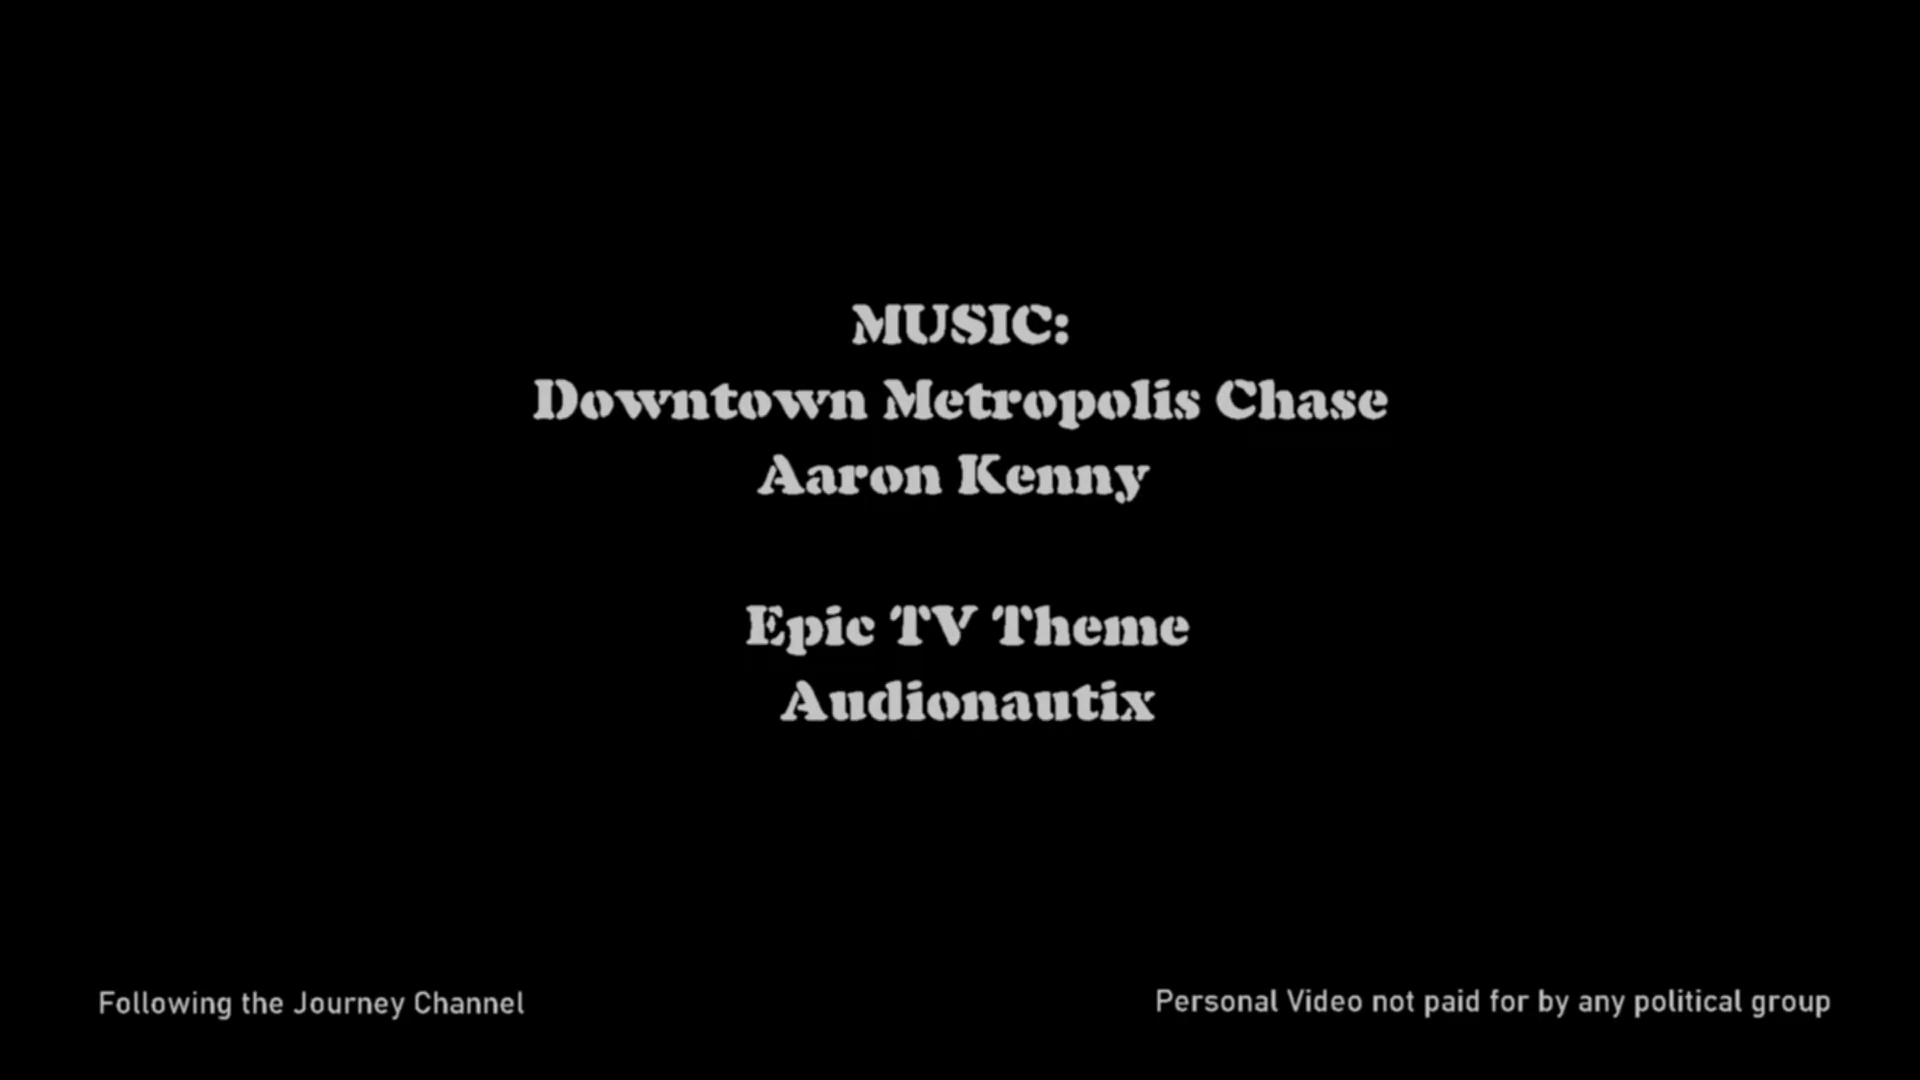 MUSIC:
Downtown Metropolis Chase
Aaron Kenny
Epic TV Theme
Audionautix
Following the Journey Channel
Personal Video not paid for by any political group